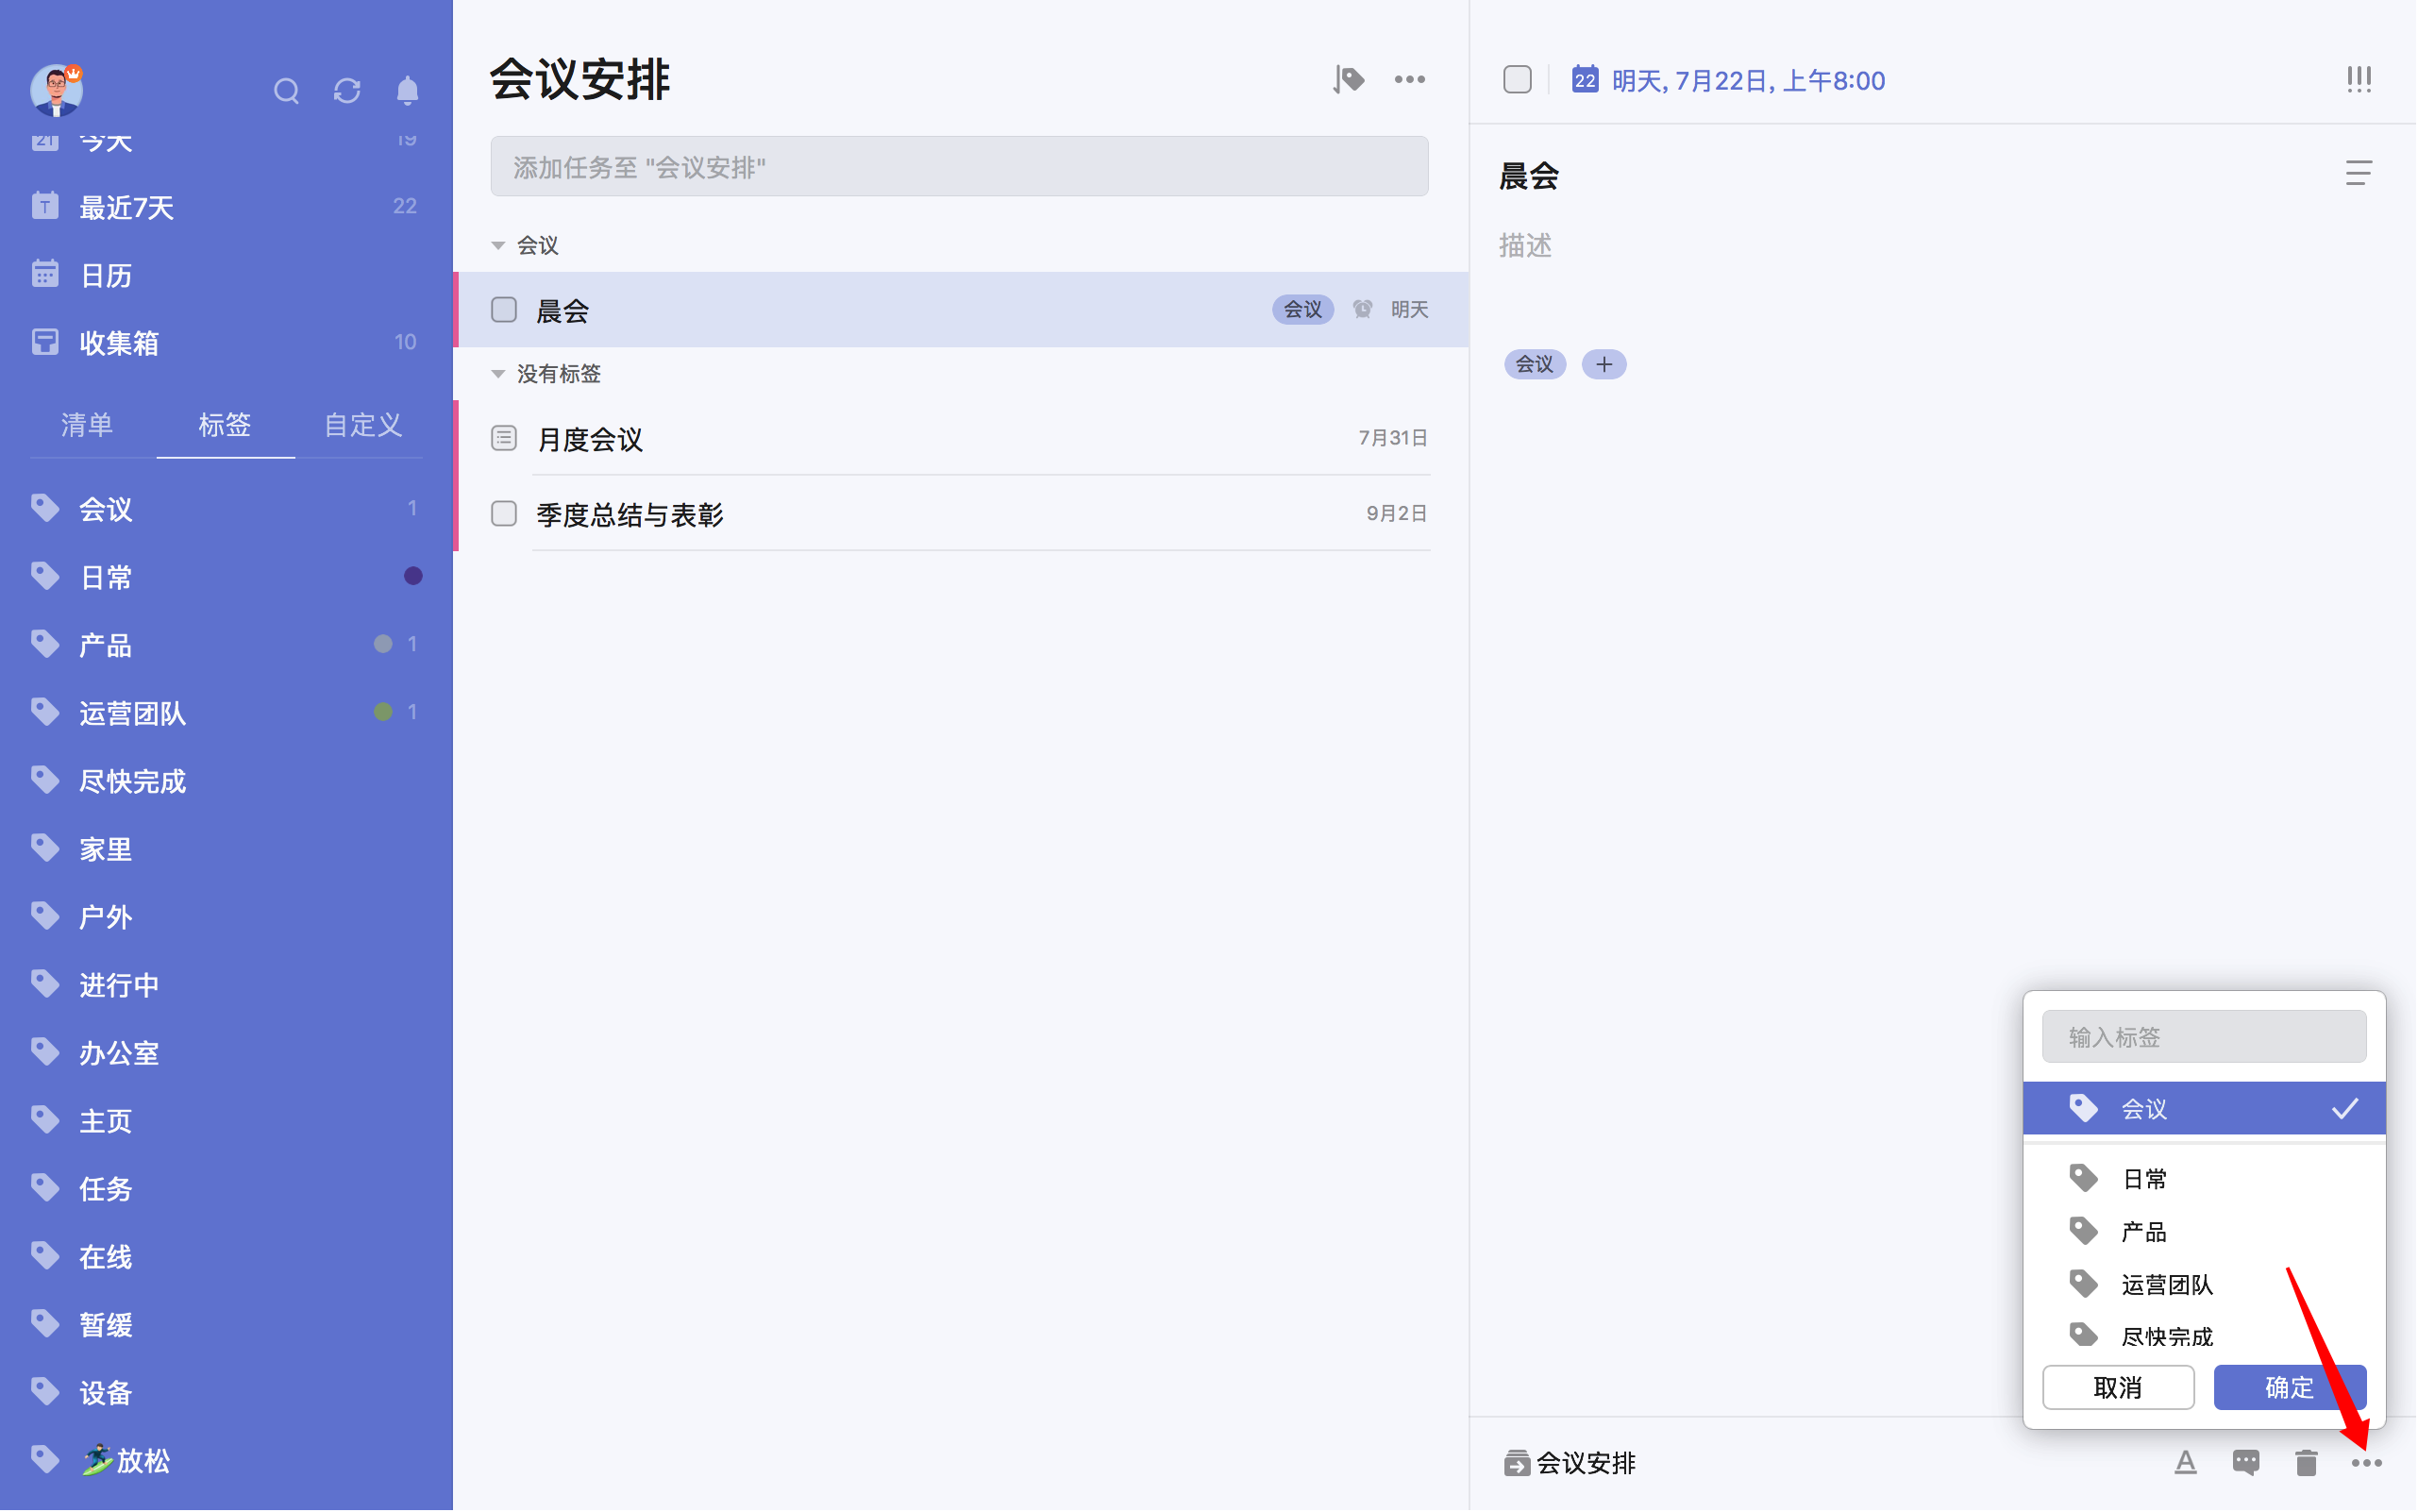 今天 19
最近7天 22
日历
收集箱 10
清单 标签 自定义
会议 1
日常
产品 1
运营团队 1
尽快完成
家里
户外
进行中
办公室
主页
任务
在线
暂缓
设备
放松
会议安排
添加任务至 "会议安排"
会议
晨会 会议 明天
没有标签
月度会议 7月31日
季度总结与表彰 9月2日
22 明天, 7月22日, 上午8:00
晨会
描述
会议 +
输入标签
会议
日常
产品
运营团队
尽快完成
取消 确定
会议安排 A